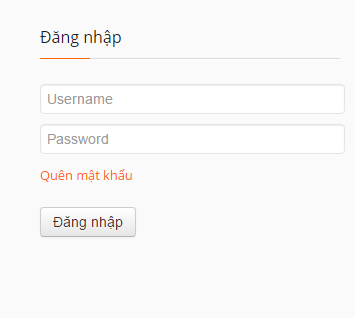 Đăng nhập
Username
Password
Quên mật khẩu
Đăng nhập